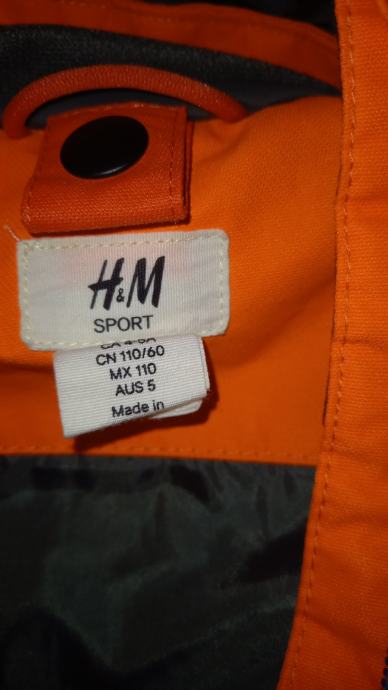 H&M
SPORT
CN 110/60
MX 110
AUS 5
Made in